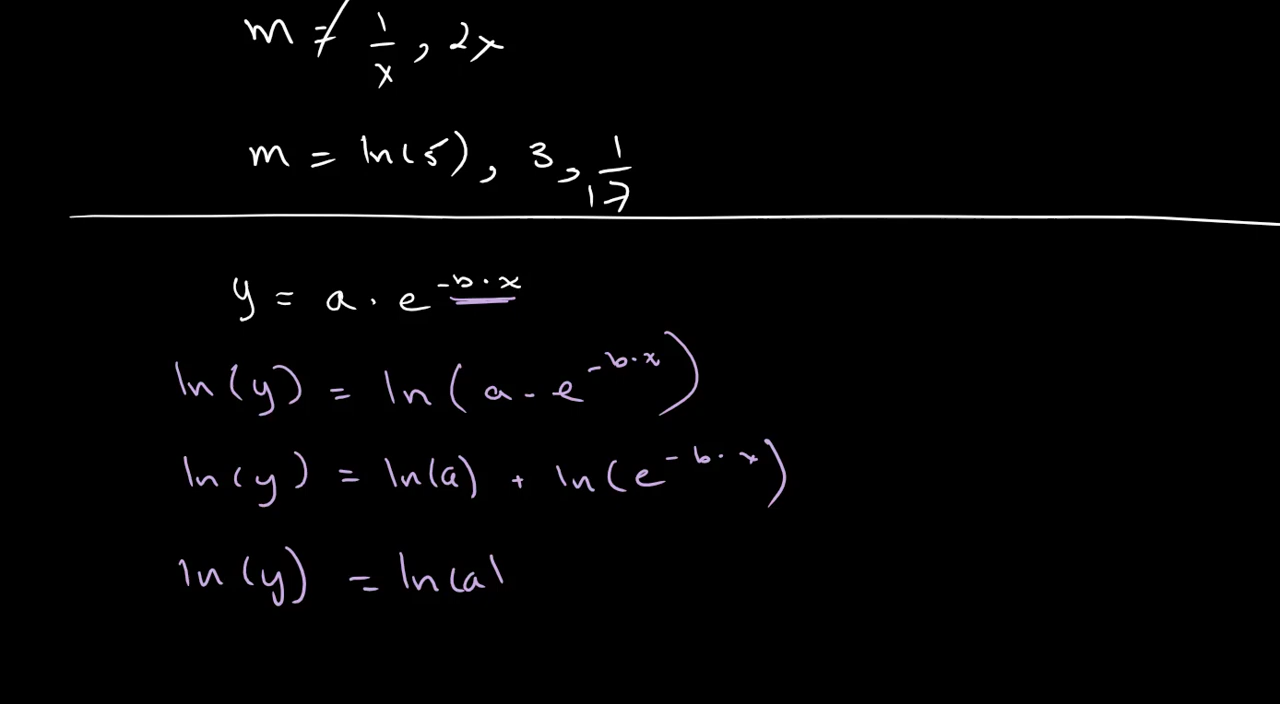 m ≠ 1/x , 2x
m = ln(5) , 3 , 1/17
y = a · e^(-b·x)
ln(y) = ln(a · e^(-b·x))
ln(y) = ln(a) + ln(e^(-b·x))
ln(y) = ln(a)